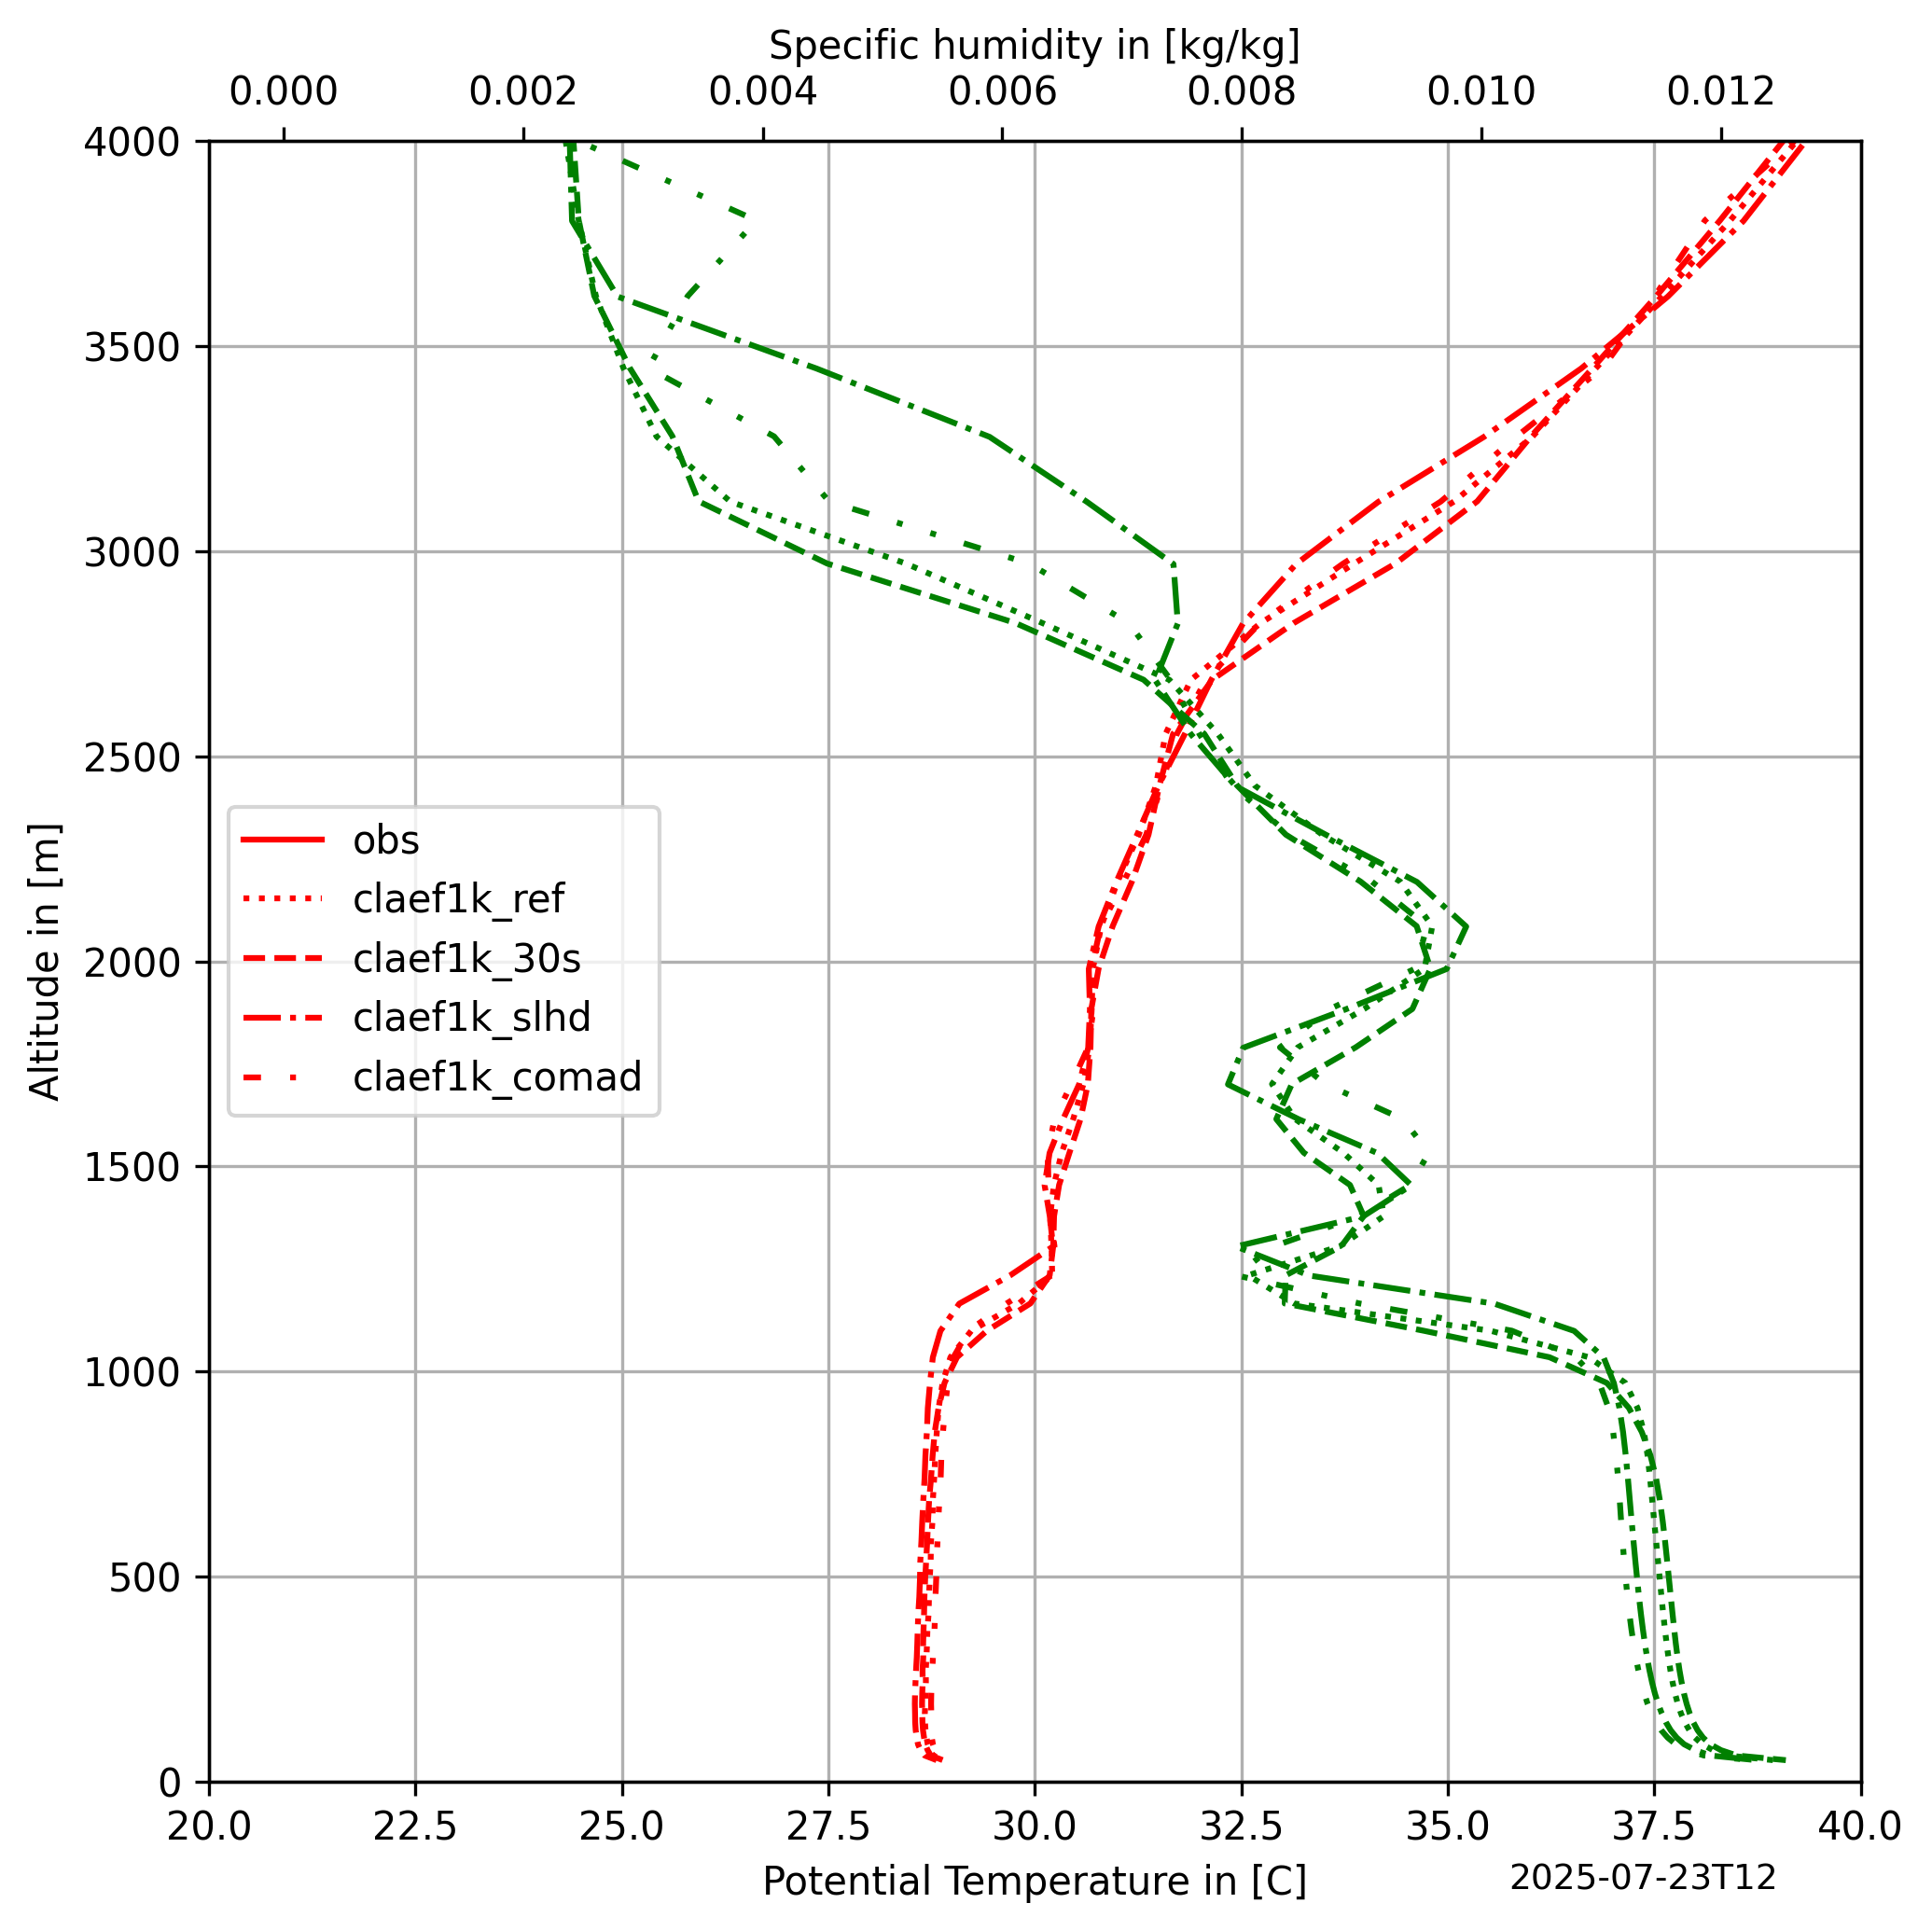 Specific humidity in [kg/kg]
0.000 0.002 0.004 0.006 0.008 0.010 0.012
4000
3500
3000
2500
2000
1500
1000
500
0
Altitude in [m]
obs
claef1k_ref
claef1k_30s
claef1k_slhd
claef1k_comad
20.0 22.5 25.0 27.5 30.0 32.5 35.0 37.5 40.0
Potential Temperature in [C]
2025-07-23T12